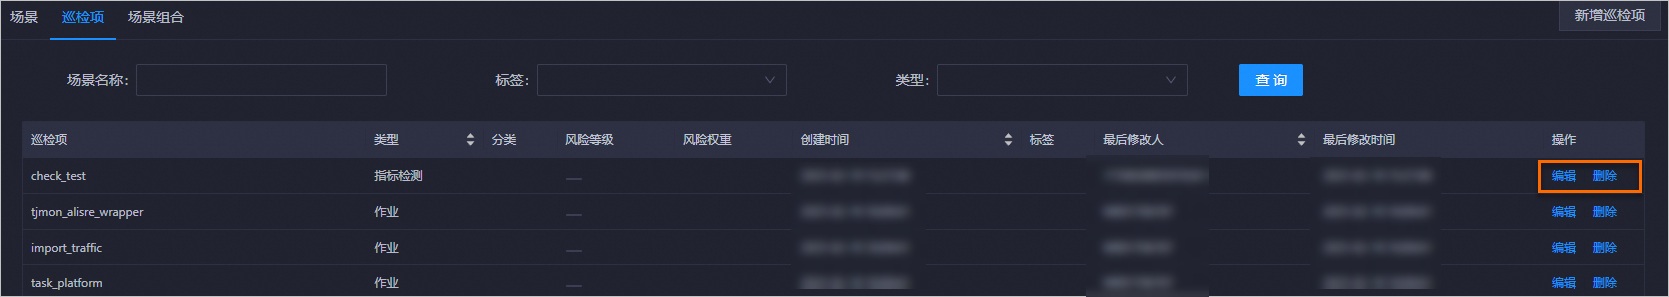 场景 巡检项 场景组合 新增巡检项
场景名称: 标签: 类型: 查 询
巡检项 类型 分类 风险等级 风险权重 创建时间 标签 最后修改人 最后修改时间 操作
check_test 指标检测 编辑 删除
tjmon_alisre_wrapper 作业 编辑 删除
import_traffic 作业 编辑 删除
task_platform 作业 编辑 删除